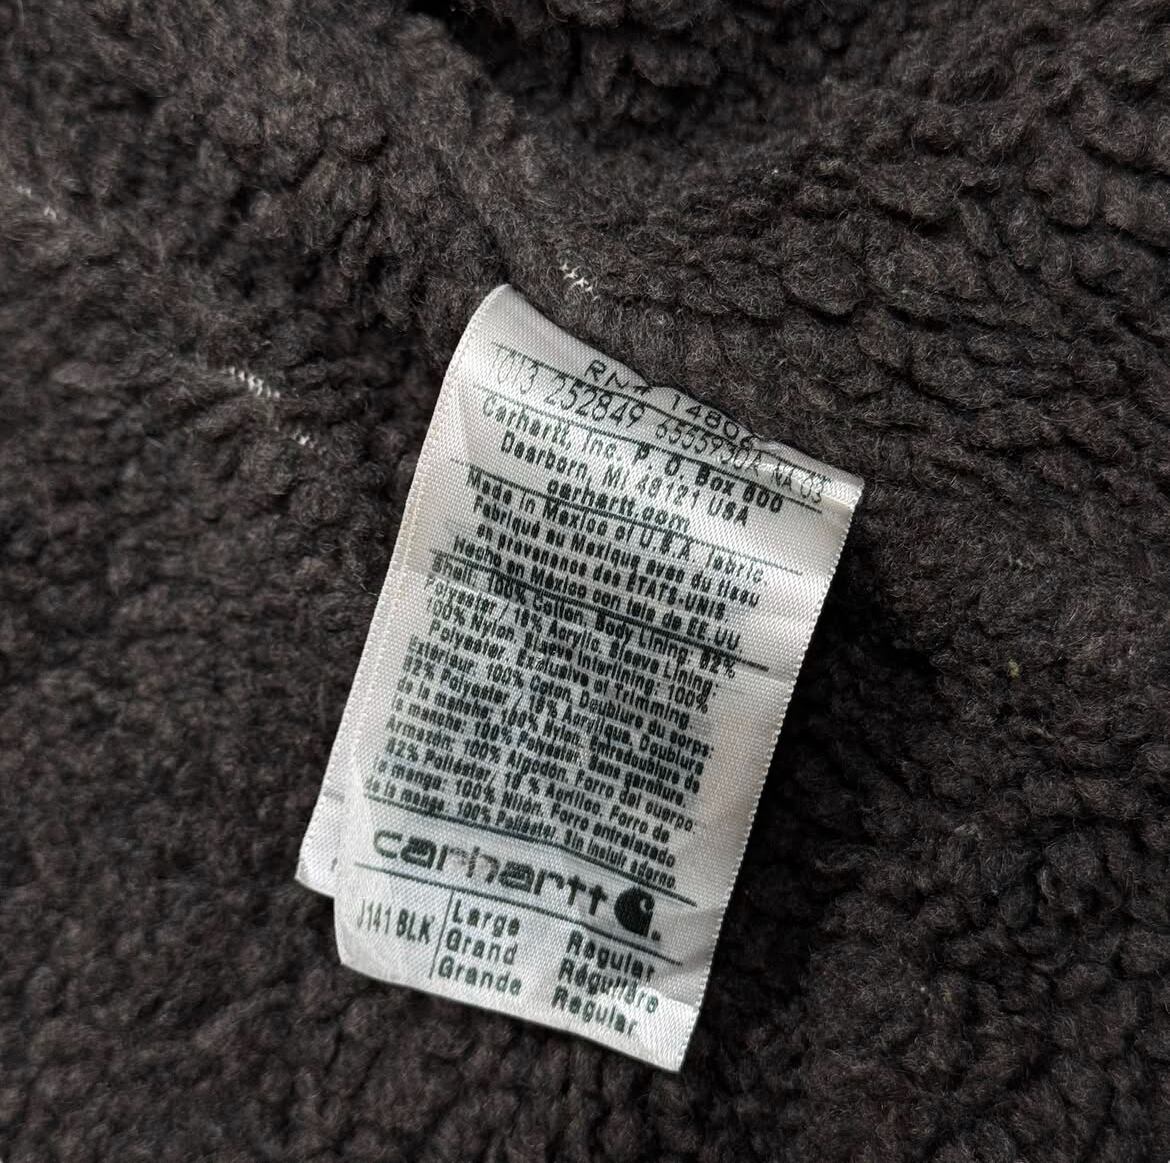 RN# 14806
1013 252849 655930A NA 03
Carhartt, Inc. P.O. Box 600
Dearborn, MI 48121 USA
carhartt.com
Made in Mexico of U.S.A. fabric
Fabriqué au Mexique avec du tissu
en provenance des ÉTATS-UNIS
Hecho en México con tela de EE.UU.
Shell: 100% Cotton. Body Lining: 82%
Polyester, 18% Acrylic. Sleeve Lining:
100% Nylon. Sleeve Interlining: 100%
Polyester. Exclusive of Trimming.
Extérieur: 100% Coton. Doublure du corps:
82% Polyester, 18% Acrylique. Doublure
de la manche: 100% Nylon. Entredoublure de
la manche: 100% Polyester. Sans garniture.
Armazón: 100% Algodon. Forro del cuerpo:
82% Poliéster, 18% Acrílico. Forro de
la manga: 100% Nilón. Forro entrelazado
de la manga: 100% Poliéster. Sin incluir adorno.
carhartt
J141 BLK Large Regular
Grand Régulière
Grande Regular